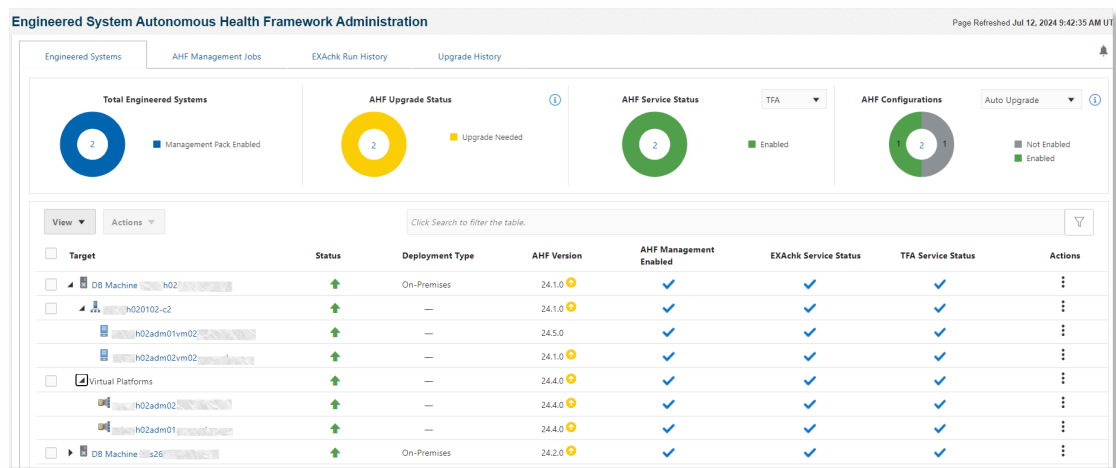 Engineered System Autonomous Health Framework Administration
Page Refreshed Jul 12, 2024 9:42:35 AM UT
Engineered Systems AHF Management Jobs EXAchk Run History Upgrade History
Total Engineered Systems
2
Management Pack Enabled
AHF Upgrade Status
2
Upgrade Needed
AHF Service Status TFA
2
Enabled
AHF Configurations Auto Upgrade
1 2 1
Not Enabled
Enabled
View Actions Click Search to filter the table.
Target Status Deployment Type AHF Version AHF Management Enabled EXAchk Service Status TFA Service Status Actions
DB Machine h02 On-Premises 24.1.0
h020102-c2 — 24.1.0
h02adm01vm02 — 24.5.0
h02adm02vm02 — 24.1.0
Virtual Platforms — 24.4.0
h02adm02 — 24.4.0
h02adm01 — 24.4.0
DB Machine s26 On-Premises 24.2.0